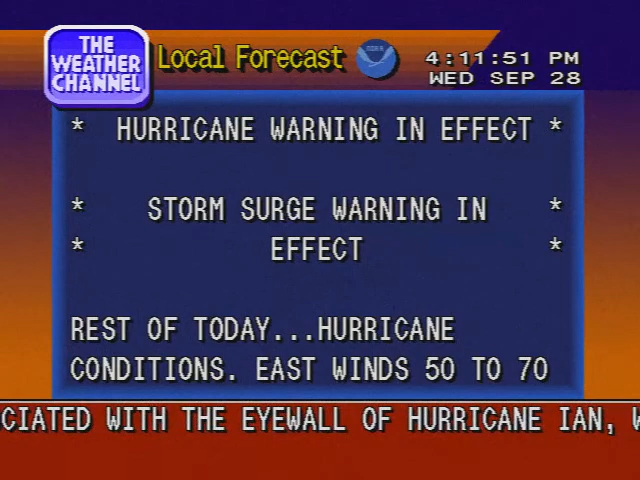 THE
WEATHER
CHANNEL
Local Forecast
NOAA
4:11:51 PM
WED SEP 28
* HURRICANE WARNING IN EFFECT *
* STORM SURGE WARNING IN *
* EFFECT *
REST OF TODAY...HURRICANE
CONDITIONS. EAST WINDS 50 TO 70
CIATED WITH THE EYEWALL OF HURRICANE IAN, W